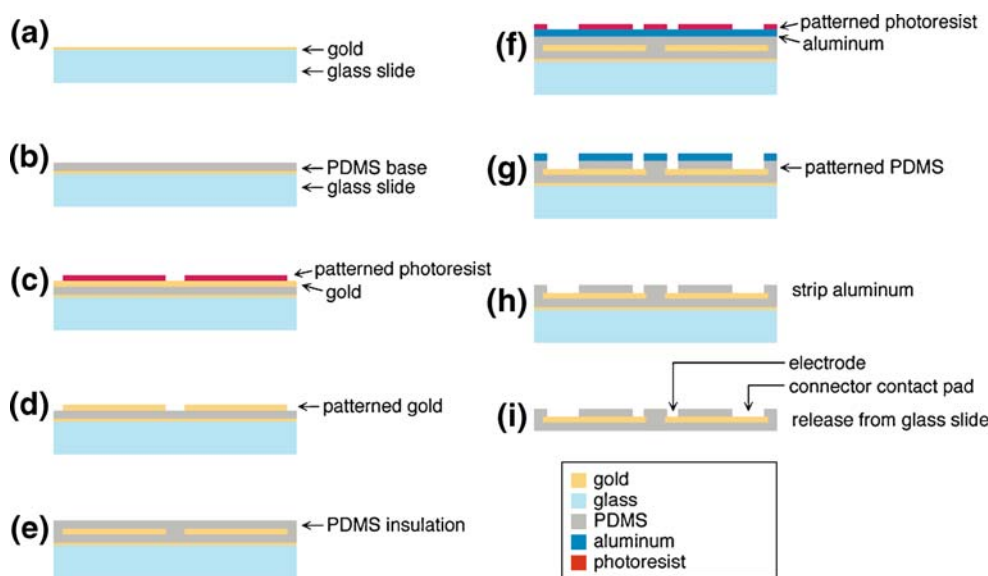 (a)
gold
glass slide
(b)
PDMS base
glass slide
(c)
patterned photoresist
gold
(d)
patterned gold
(e)
PDMS insulation
(f)
patterned photoresist
aluminum
(g)
patterned PDMS
(h)
strip aluminum
(i)
electrode
connector contact pad
release from glass slide
gold
glass
PDMS
aluminum
photoresist